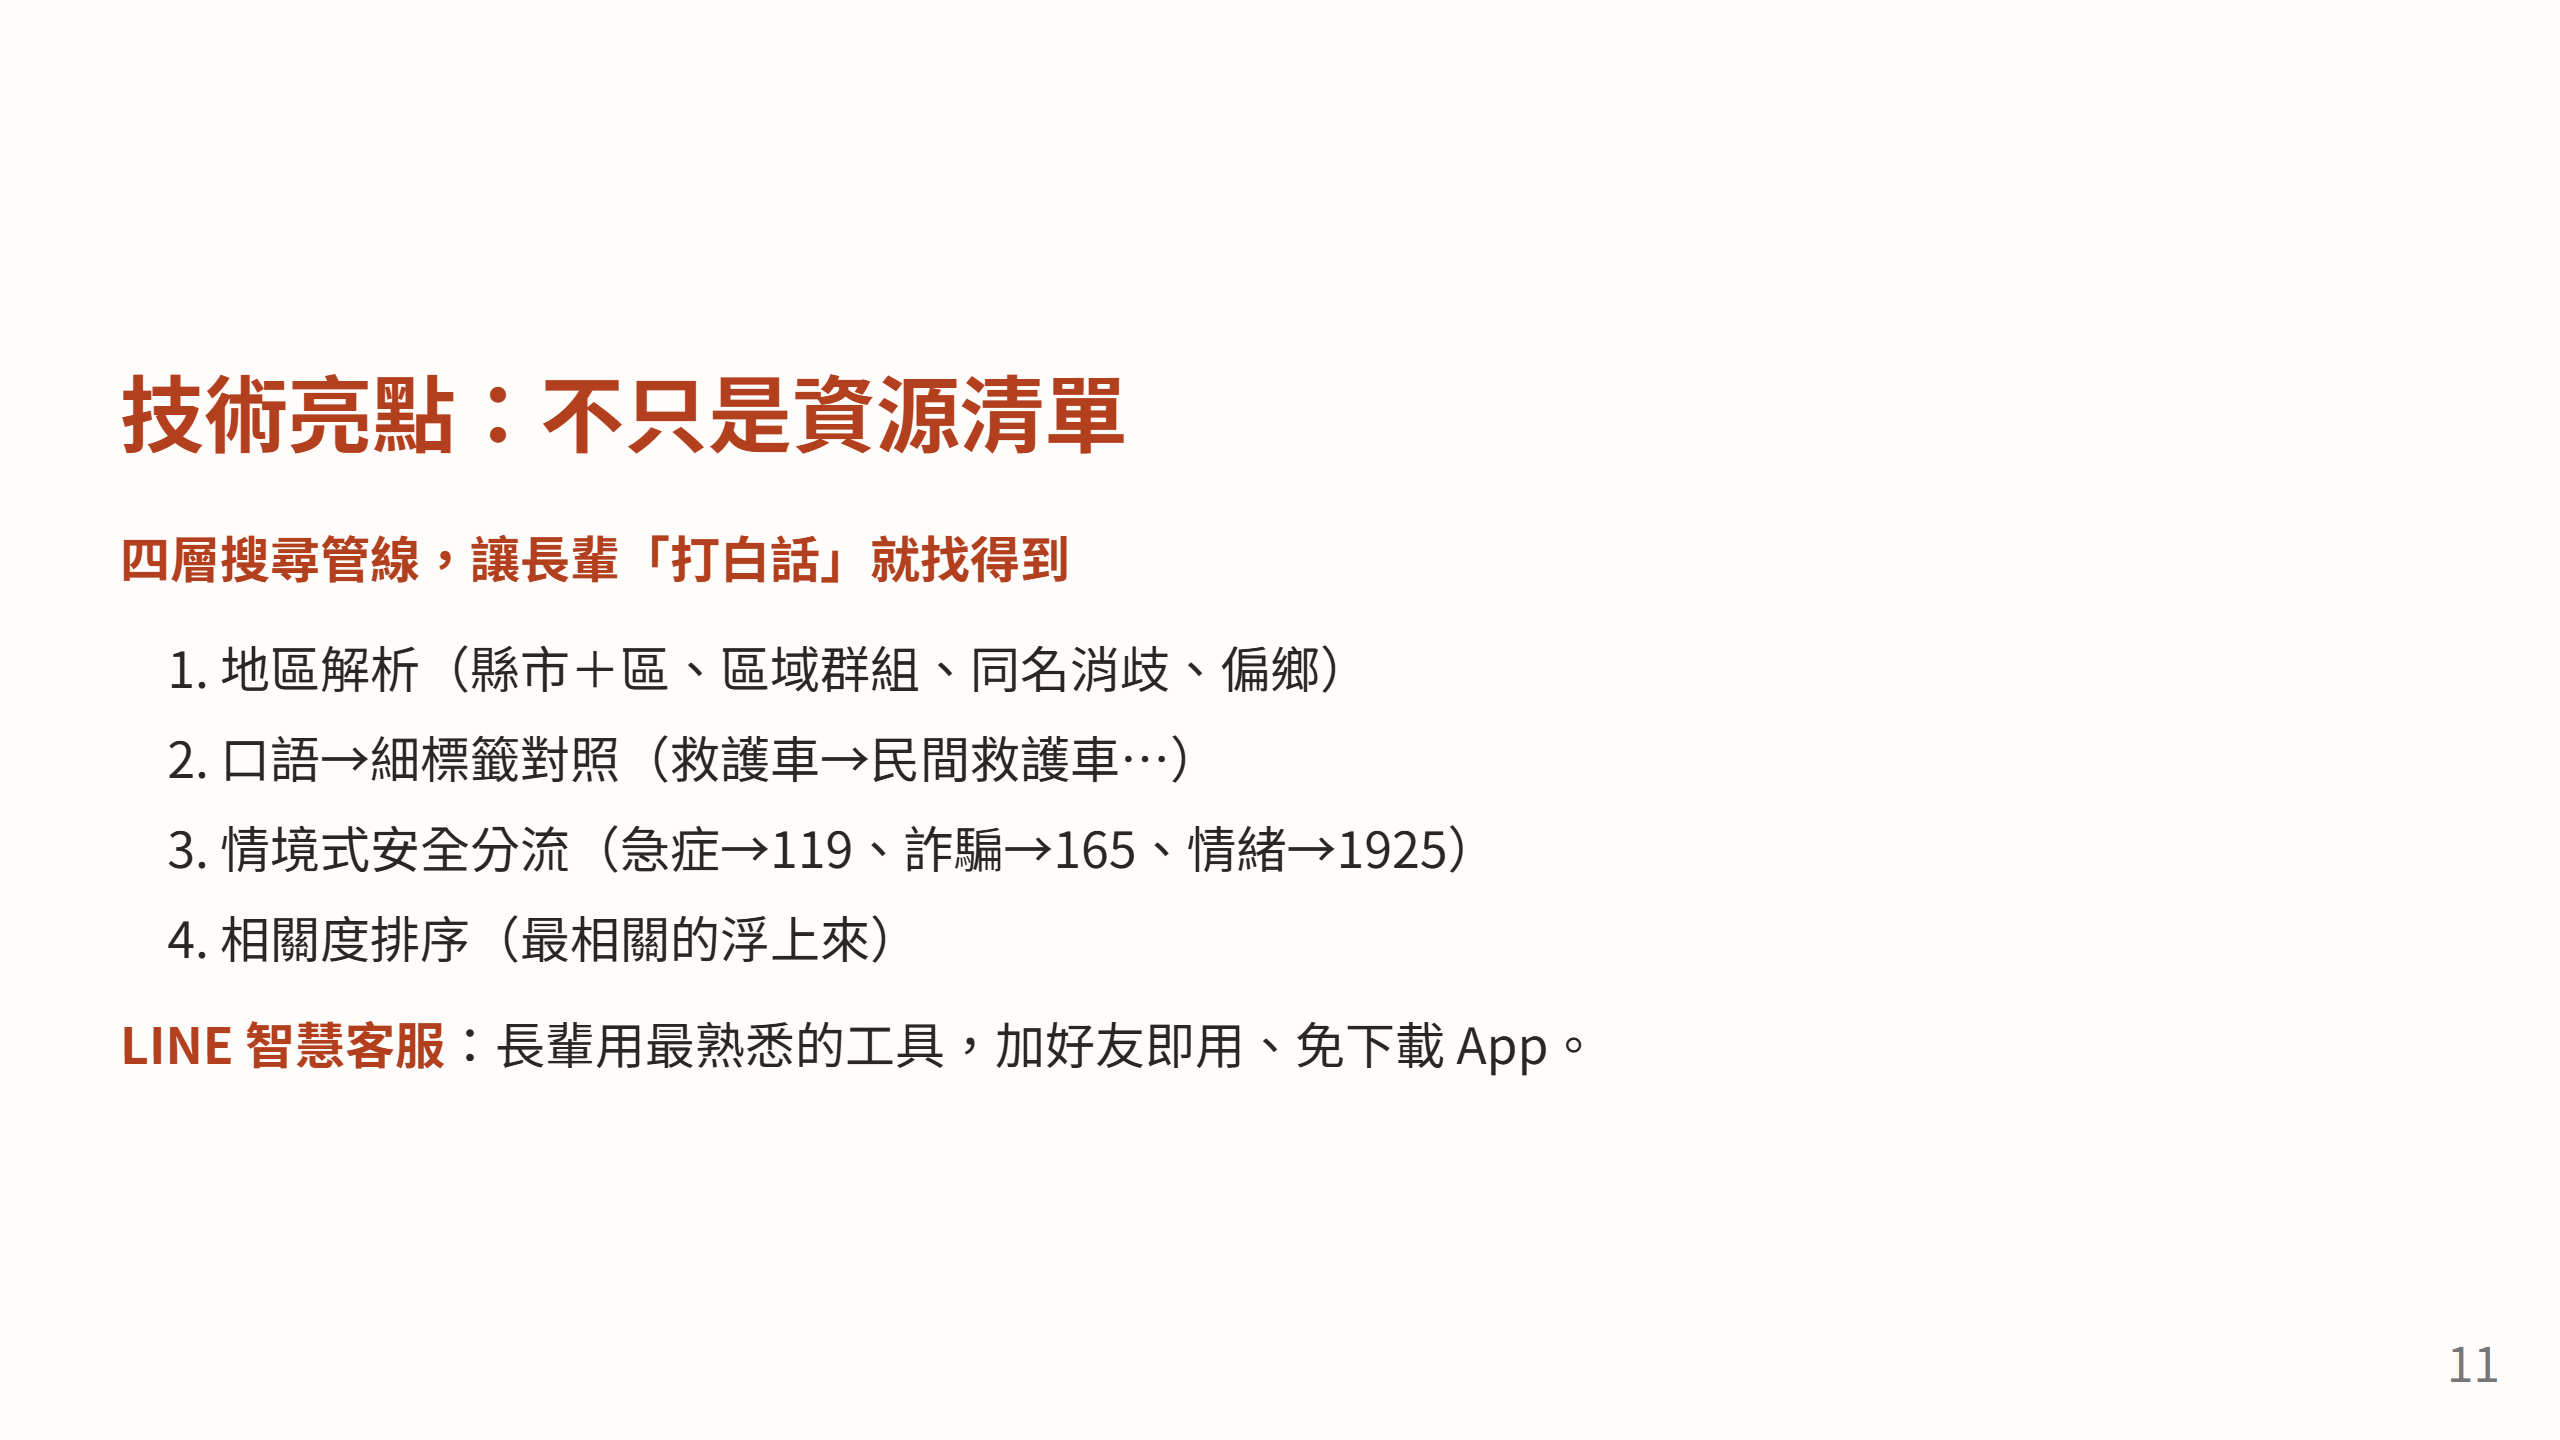 技術亮點：不只是資源清單
四層搜尋管線，讓長輩「打白話」就找得到
1. 地區解析（縣市＋區、區域群組、同名消歧、偏鄉）
2. 口語→細標籤對照（救護車→民間救護車…）
3. 情境式安全分流（急症→119、詐騙→165、情緒→1925）
4. 相關度排序（最相關的浮上來）
LINE 智慧客服：長輩用最熟悉的工具，加好友即用、免下載 App。
11